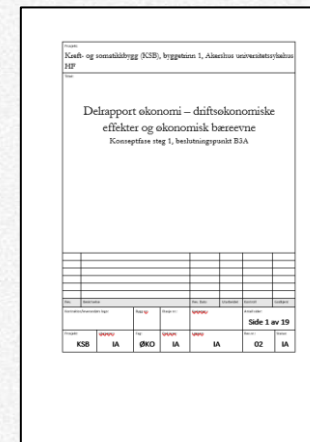 Prosjekt:
Kreft- og somatikkbygg (KSB), byggetrinn 1, Akershus universitetssykehus
HF
Tittel:
Delrapport økonomi – driftsøkonomiske
effekter og økonomisk bæreevne
Konseptfase steg 1, beslutningspunkt B3A
Side 1 av 19
Prosjekt:
KSB IA ØKO IA IA 02 IA